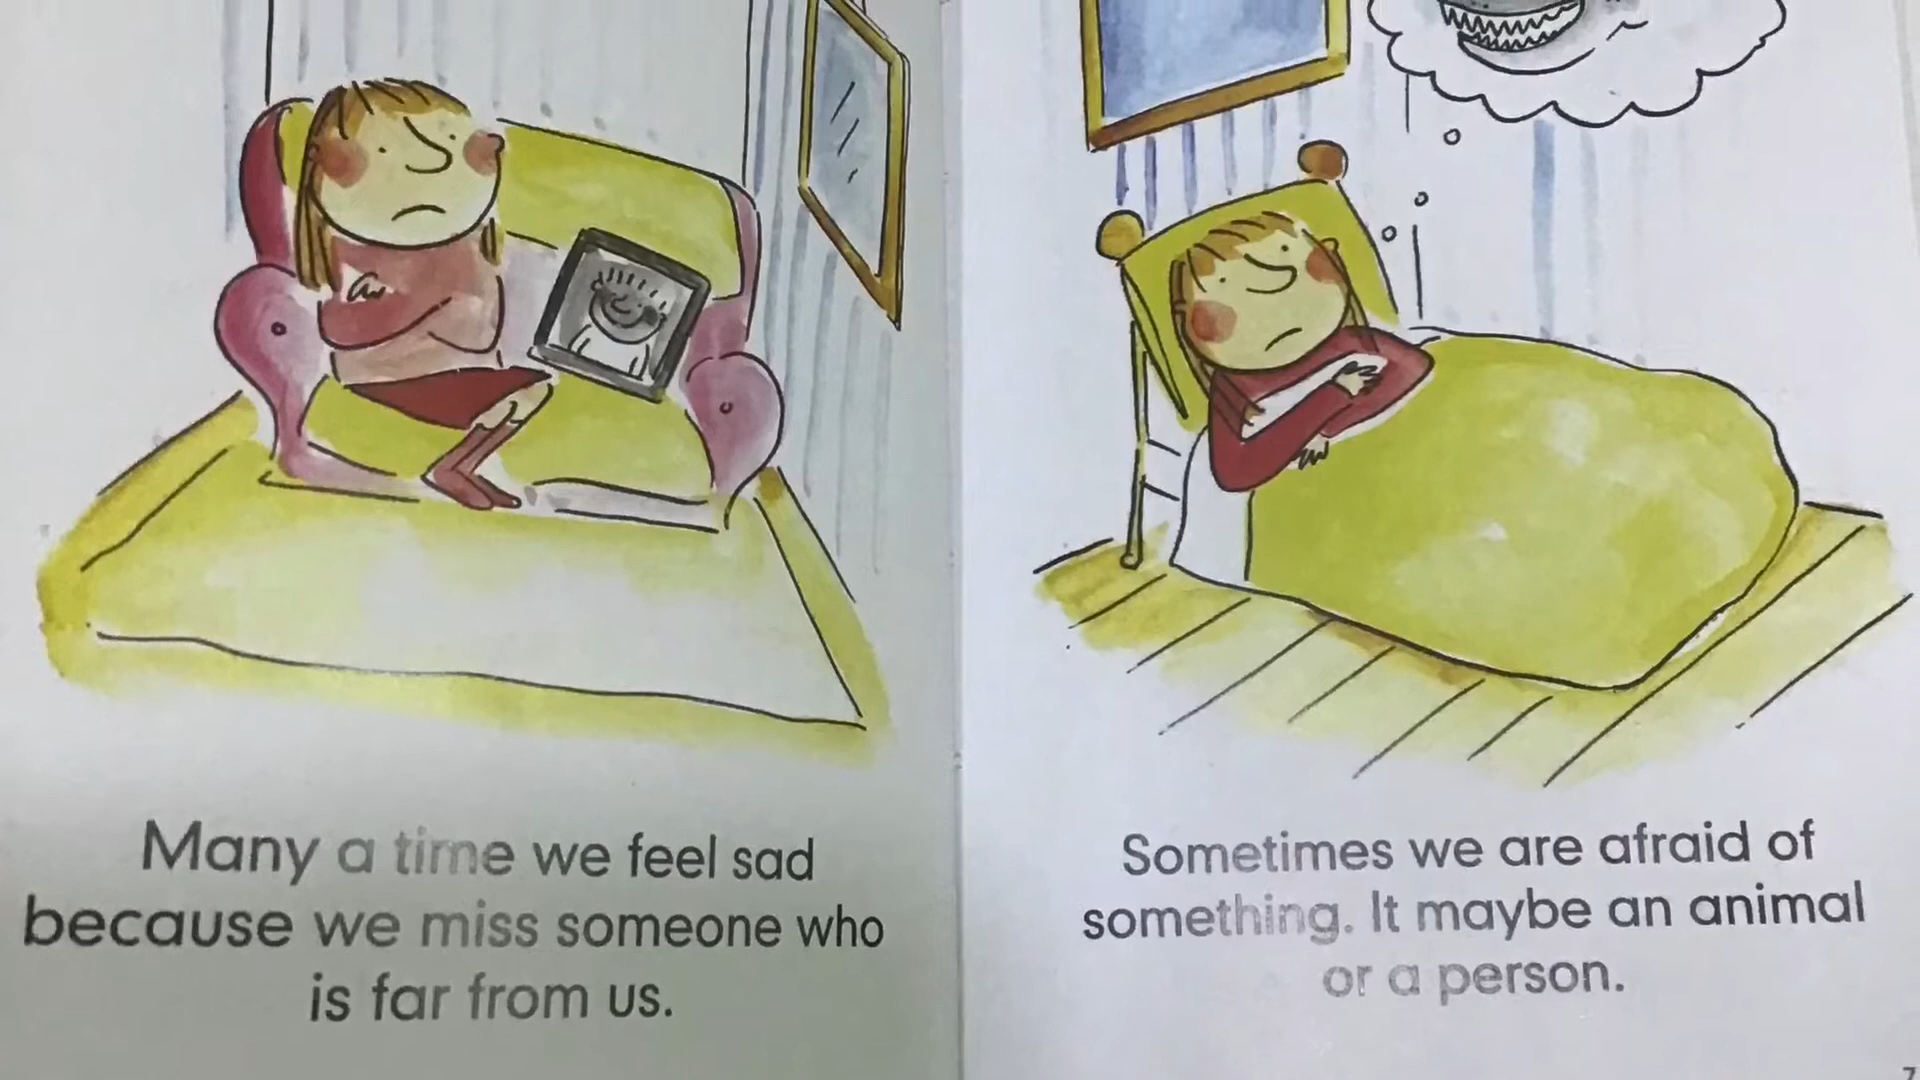 Many a time we feel sad
because we miss someone who
is far from us.
Sometimes we are afraid of
something. It maybe an animal
or a person.
7